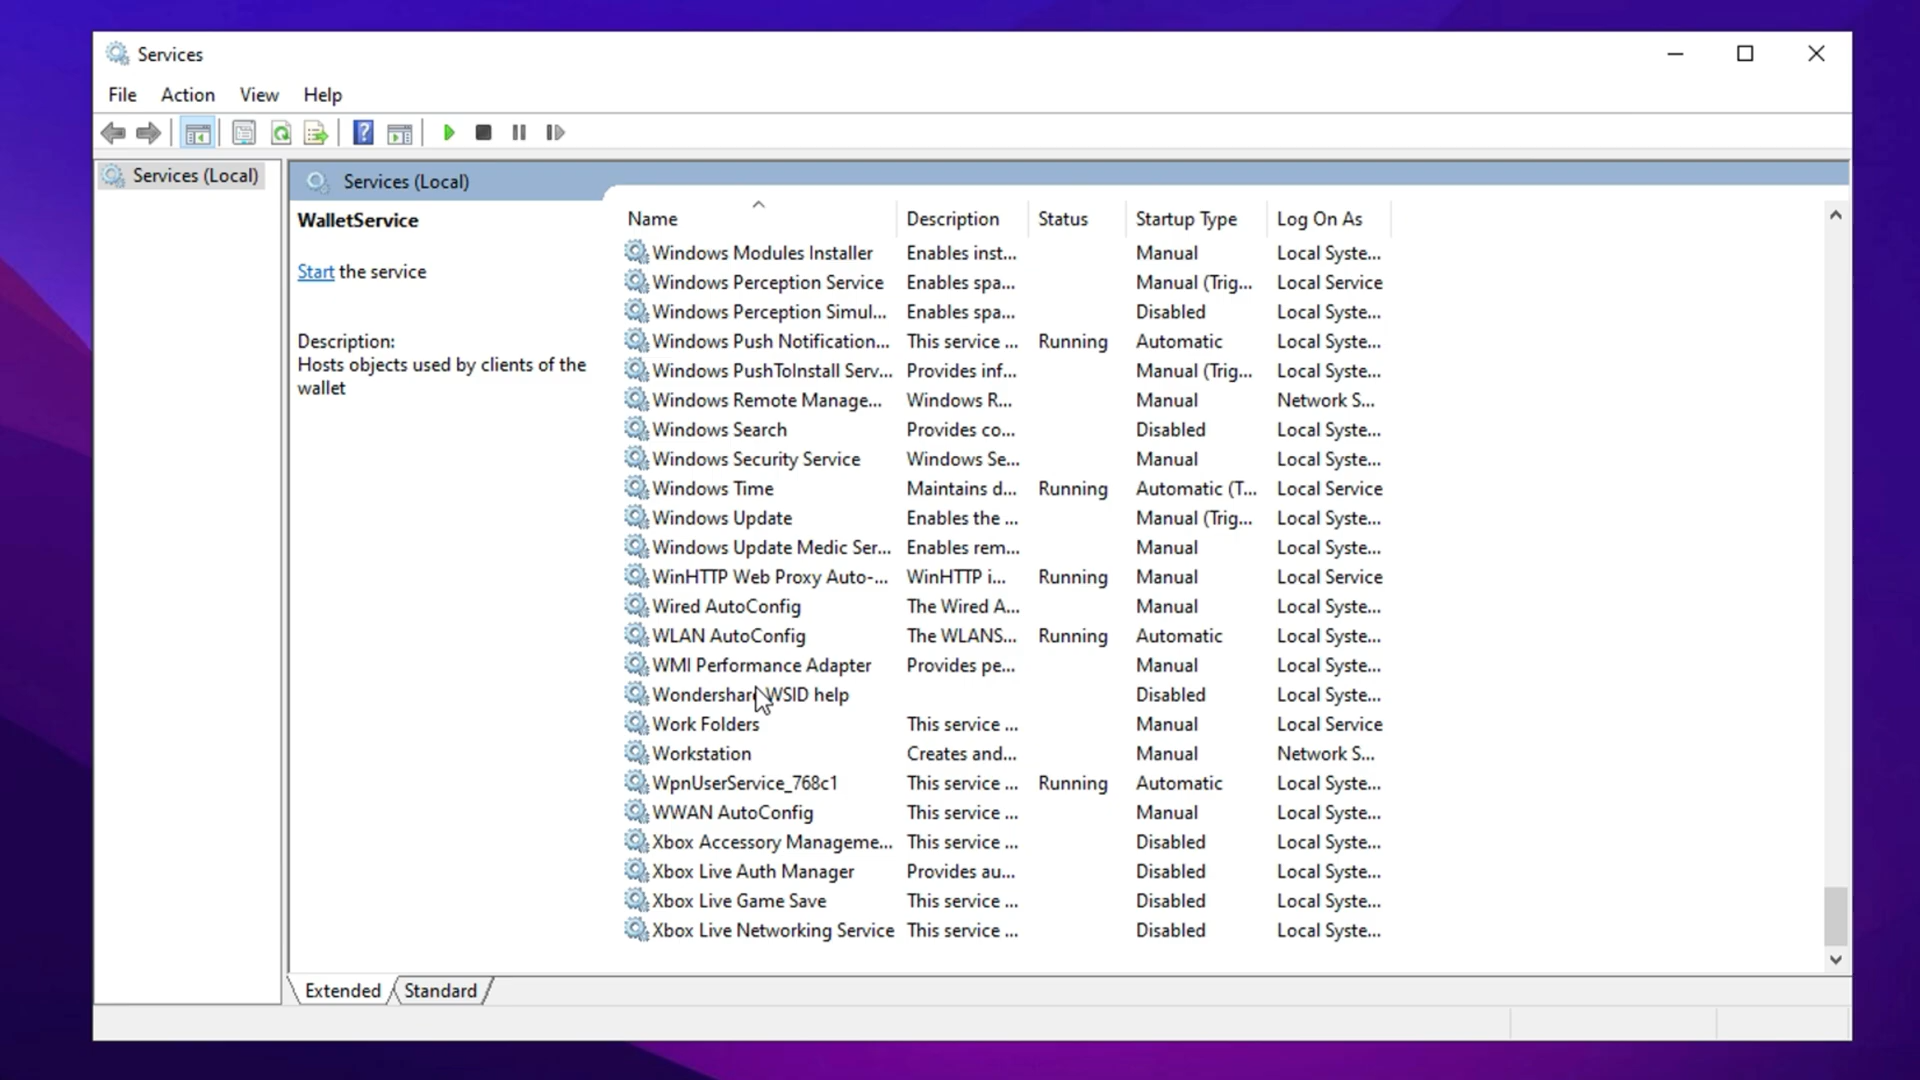 Services
File Action View Help
Services (Local)
Services (Local)
WalletService
Start the service
Description:
Hosts objects used by clients of the
wallet
Name Description Status Startup Type Log On As
Windows Modules Installer Enables inst... Manual Local Syste...
Windows Perception Service Enables spa... Manual (Trig... Local Service
Windows Perception Simul... Enables spa... Disabled Local Syste...
Windows Push Notification... This service ... Running Automatic Local Syste...
Windows PushToInstall Serv... Provides inf... Manual (Trig... Local Syste...
Windows Remote Manage... Windows R... Manual Network S...
Windows Search Provides co... Disabled Local Syste...
Windows Security Service Windows Se... Manual Local Syste...
Windows Time Maintains d... Running Automatic (T... Local Service
Windows Update Enables the ... Manual (Trig... Local Syste...
Windows Update Medic Ser... Enables rem... Manual Local Syste...
WinHTTP Web Proxy Auto-... WinHTTP i... Running Manual Local Service
Wired AutoConfig The Wired A... Manual Local Syste...
WLAN AutoConfig The WLANS... Running Automatic Local Syste...
WMI Performance Adapter Provides pe... Manual Local Syste...
Wondershare WSID help Disabled Local Syste...
Work Folders This service ... Manual Local Service
Workstation Creates and... Manual Network S...
WpnUserService_768c1 This service ... Running Automatic Local Syste...
WWAN AutoConfig This service ... Manual Local Syste...
Xbox Accessory Manageme... This service ... Disabled Local Syste...
Xbox Live Auth Manager Provides au... Disabled Local Syste...
Xbox Live Game Save This service ... Disabled Local Syste...
Xbox Live Networking Service This service ... Disabled Local Syste...
Extended Standard